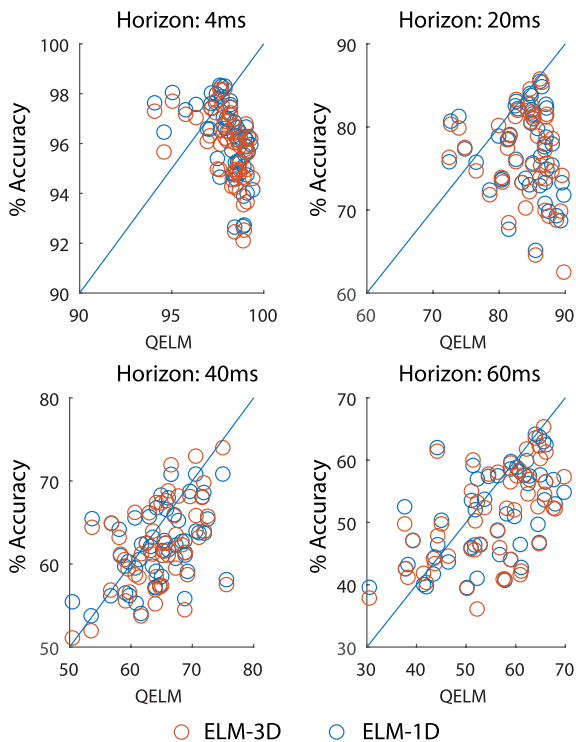 Horizon: 4ms
100
98
96
94
92
90
% Accuracy
90
95
100
QELM
Horizon: 20ms
90
80
70
60
% Accuracy
60
70
80
90
QELM
Horizon: 40ms
80
70
60
50
% Accuracy
50
60
70
80
QELM
Horizon: 60ms
70
60
50
40
30
% Accuracy
30
40
50
60
70
QELM
ELM-3D
ELM-1D